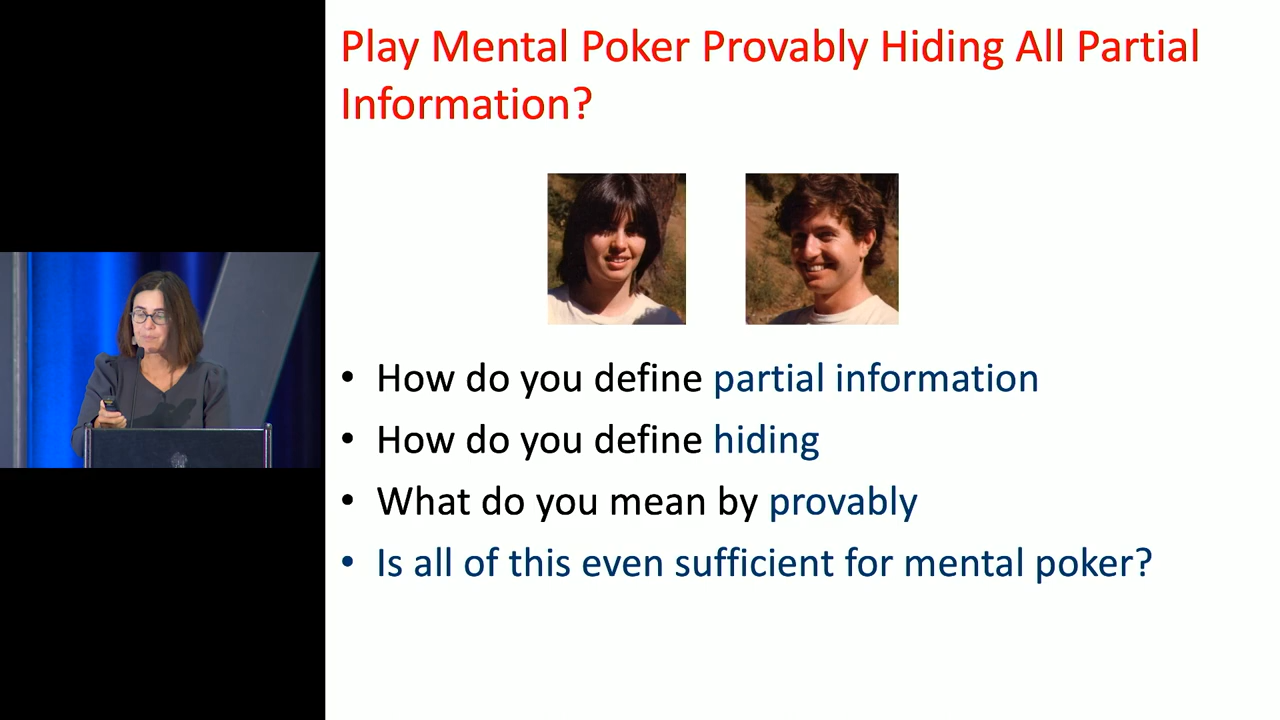 Play Mental Poker Provably Hiding All Partial
Information?
• How do you define partial information
• How do you define hiding
• What do you mean by provably
• Is all of this even sufficient for mental poker?